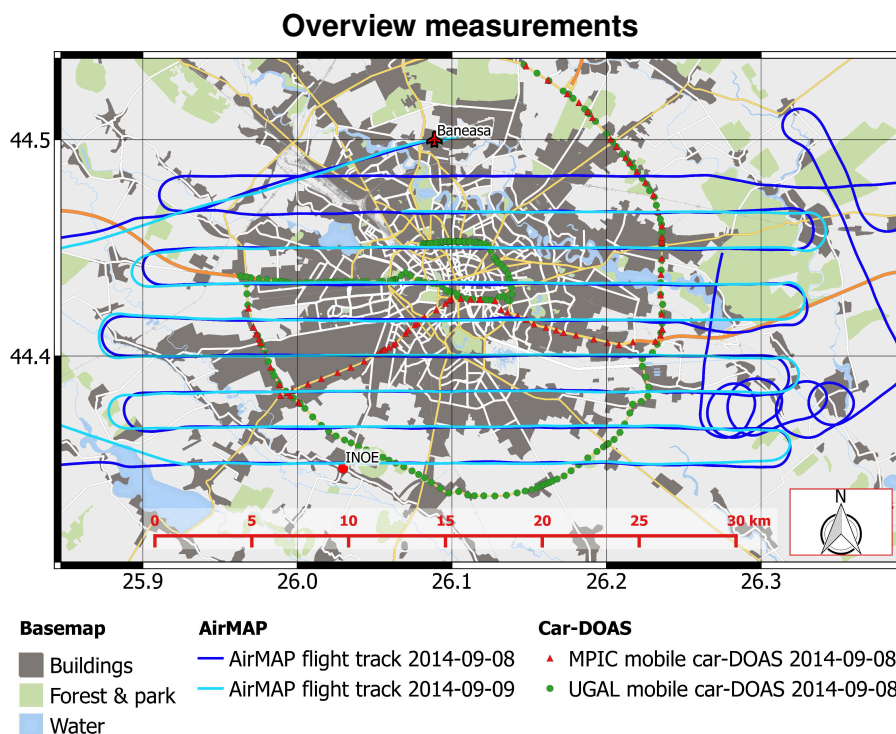 Overview measurements
44.5
44.4
Baneasa
INOE
N
0 5 10 15 20 25 30 km
25.9 26.0 26.1 26.2 26.3
Basemap
Buildings
Forest & park
Water
AirMAP
AirMAP flight track 2014-09-08
AirMAP flight track 2014-09-09
Car-DOAS
MPIC mobile car-DOAS 2014-09-08
UGAL mobile car-DOAS 2014-09-08